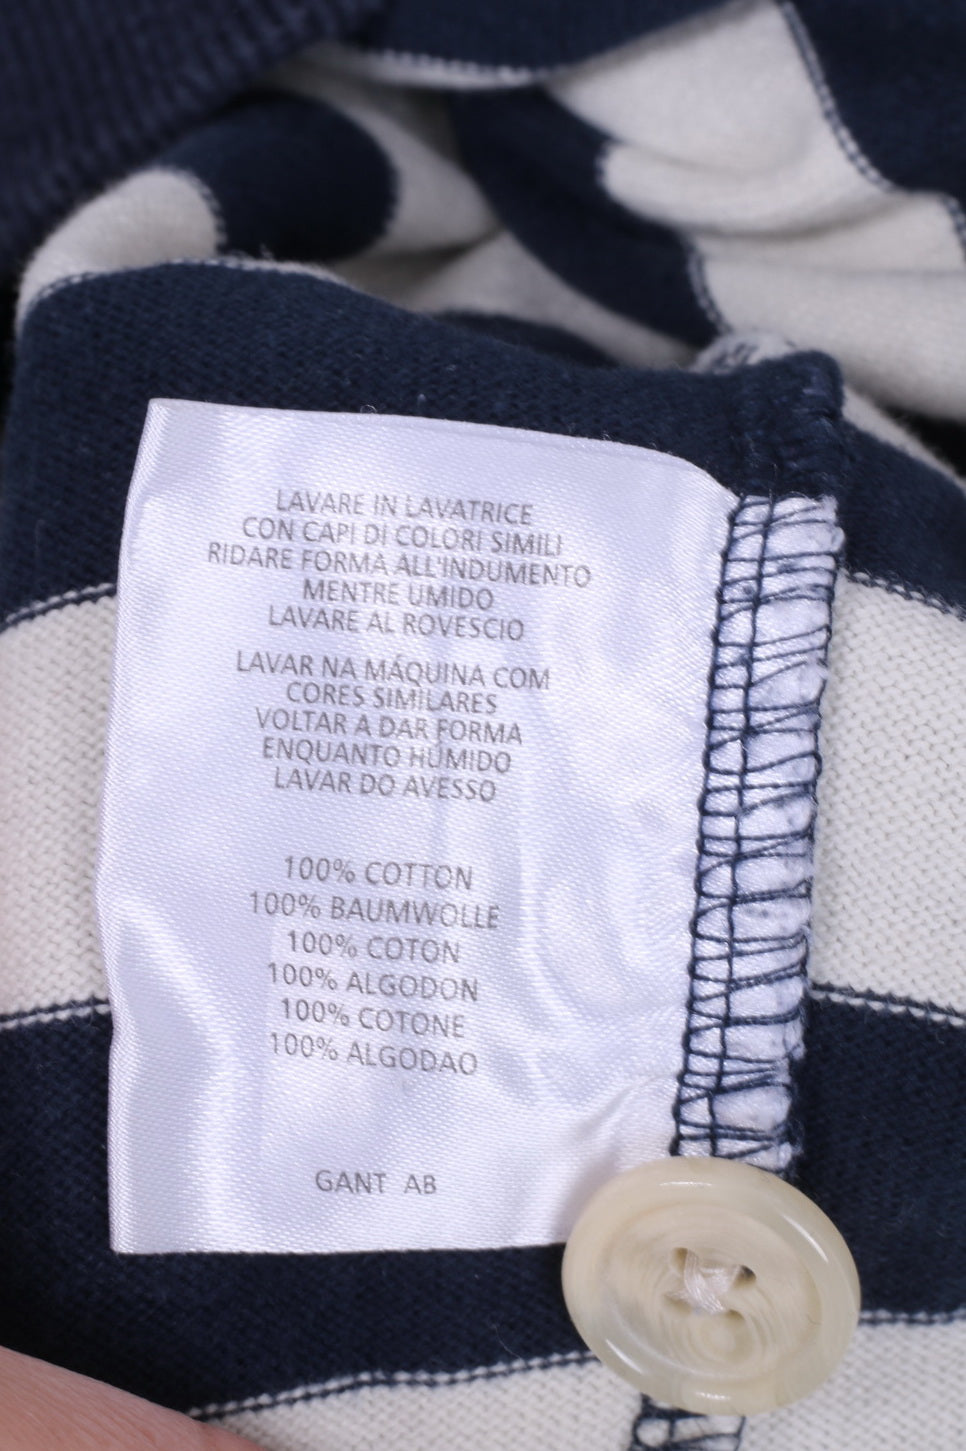 LAVARE IN LAVATRICE
CON CAPI DI COLORI SIMILI
RIDARE FORMA ALL'INDUMENTO
MENTRE UMIDO
LAVARE AL ROVESCIO
LAVAR NA MÁQUINA COM
CORES SIMILARES
VOLTAR A DAR FORMA
ENQUANTO HÚMIDO
LAVAR DO AVESSO
100% COTTON
100% BAUMWOLLE
100% COTON
100% ALGODON
100% COTONE
100% ALGODAO
GANT AB